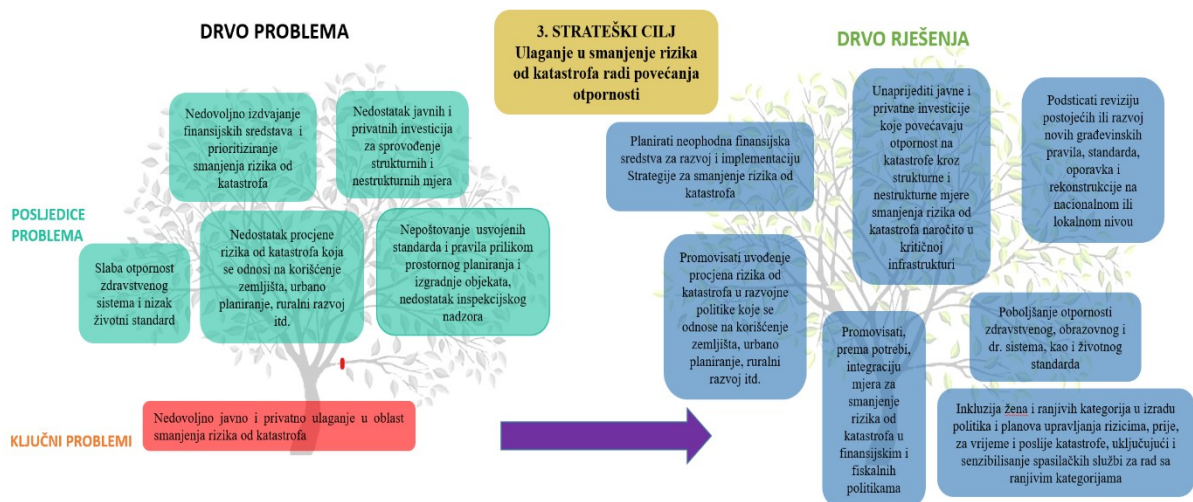 DRVO PROBLEMA
3. STRATEŠKI CILJ
Ulaganje u smanjenje rizika
od katastrofa radi povećanja
otpornosti
DRVO RJEŠENJA
Nedovoljno izdvajanje
finansijskih sredstava i
prioritiziranje
smanjenja rizika od
katastrofa
Nedostatak javnih i
privatnih investicija
za sprovođenje
strukturnih i
nestrukturnih mjera
POSLJEDICE
PROBLEMA
Slaba otpornost
zdravstvenog
sistema i nizak
životni standard
Nedostatak procjene
rizika od katastrofa koja
se odnosi na korišćenje
zemljišta, urbano
planiranje, ruralni razvoj
itd.
Nepoštovanje usvojenih
standarda i pravila prilikom
prostornog planiranja i
izgradnje objekata,
nedostatak inspekcijskog
nadzora
KLJUČNI PROBLEMI
Nedovoljno javno i privatno ulaganje u oblast
smanjenja rizika od katastrofa
Planirati neophodna finansijska
sredstva za razvoj i implementaciju
Strategije za smanjenje rizika od
katastrofa
Unaprijediti javne i
privatne investicije
koje povećavaju
otpornost na
katastrofe kroz
strukturne i
nestrukturne mjere
smanjenja rizika od
katastrofa naročito u
kritičnoj
infrastrukturi
Podsticati reviziju
postojećih ili razvoj
novih građevinskih
pravila, standarda,
oporavka i
rekonstrukcije na
nacionalnom ili
lokalnom nivou
Promovisati uvođenje
procjena rizika od
katastrofa u razvojne
politike koje se
odnose na korišćenje
zemljišta, urbano
planiranje, ruralni
razvoj itd.
Promovisati,
prema potrebi,
integraciju
mjera za
smanjenje
rizika od
katastrofa u
finansijskim i
fiskalnim
politikama
Poboljšanje otpornosti
zdravstvenog, obrazovnog i
dr. sistema, kao i životnog
standarda
Inkluzija žena i ranjivih kategorija u izradu
politika i planova upravljanja rizicima, prije,
za vrijeme i poslije katastrofe, uključujući i
senzibilisanje spasilačkih službi za rad sa
ranjivim kategorijama